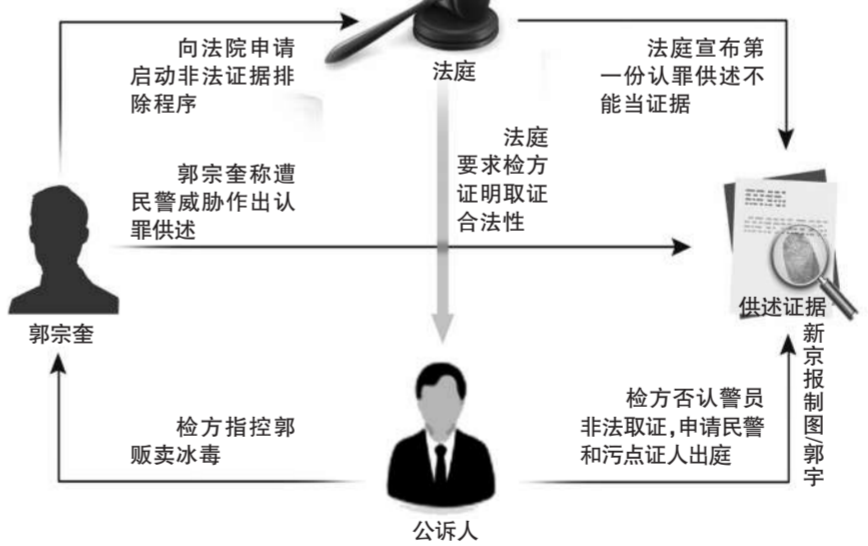 向法院申请
启动非法证据排
除程序
法庭
法庭宣布第
一份认罪供述不
能当证据
法庭
要求检方
证明取证
合法性
郭宗奎称遭
民警威胁作出认
罪供述
郭宗奎
供述证据
检方指控郭
贩卖冰毒
检方否认警员
非法取证,申请民警
和污点证人出庭
公诉人
新京报制图/郭宇